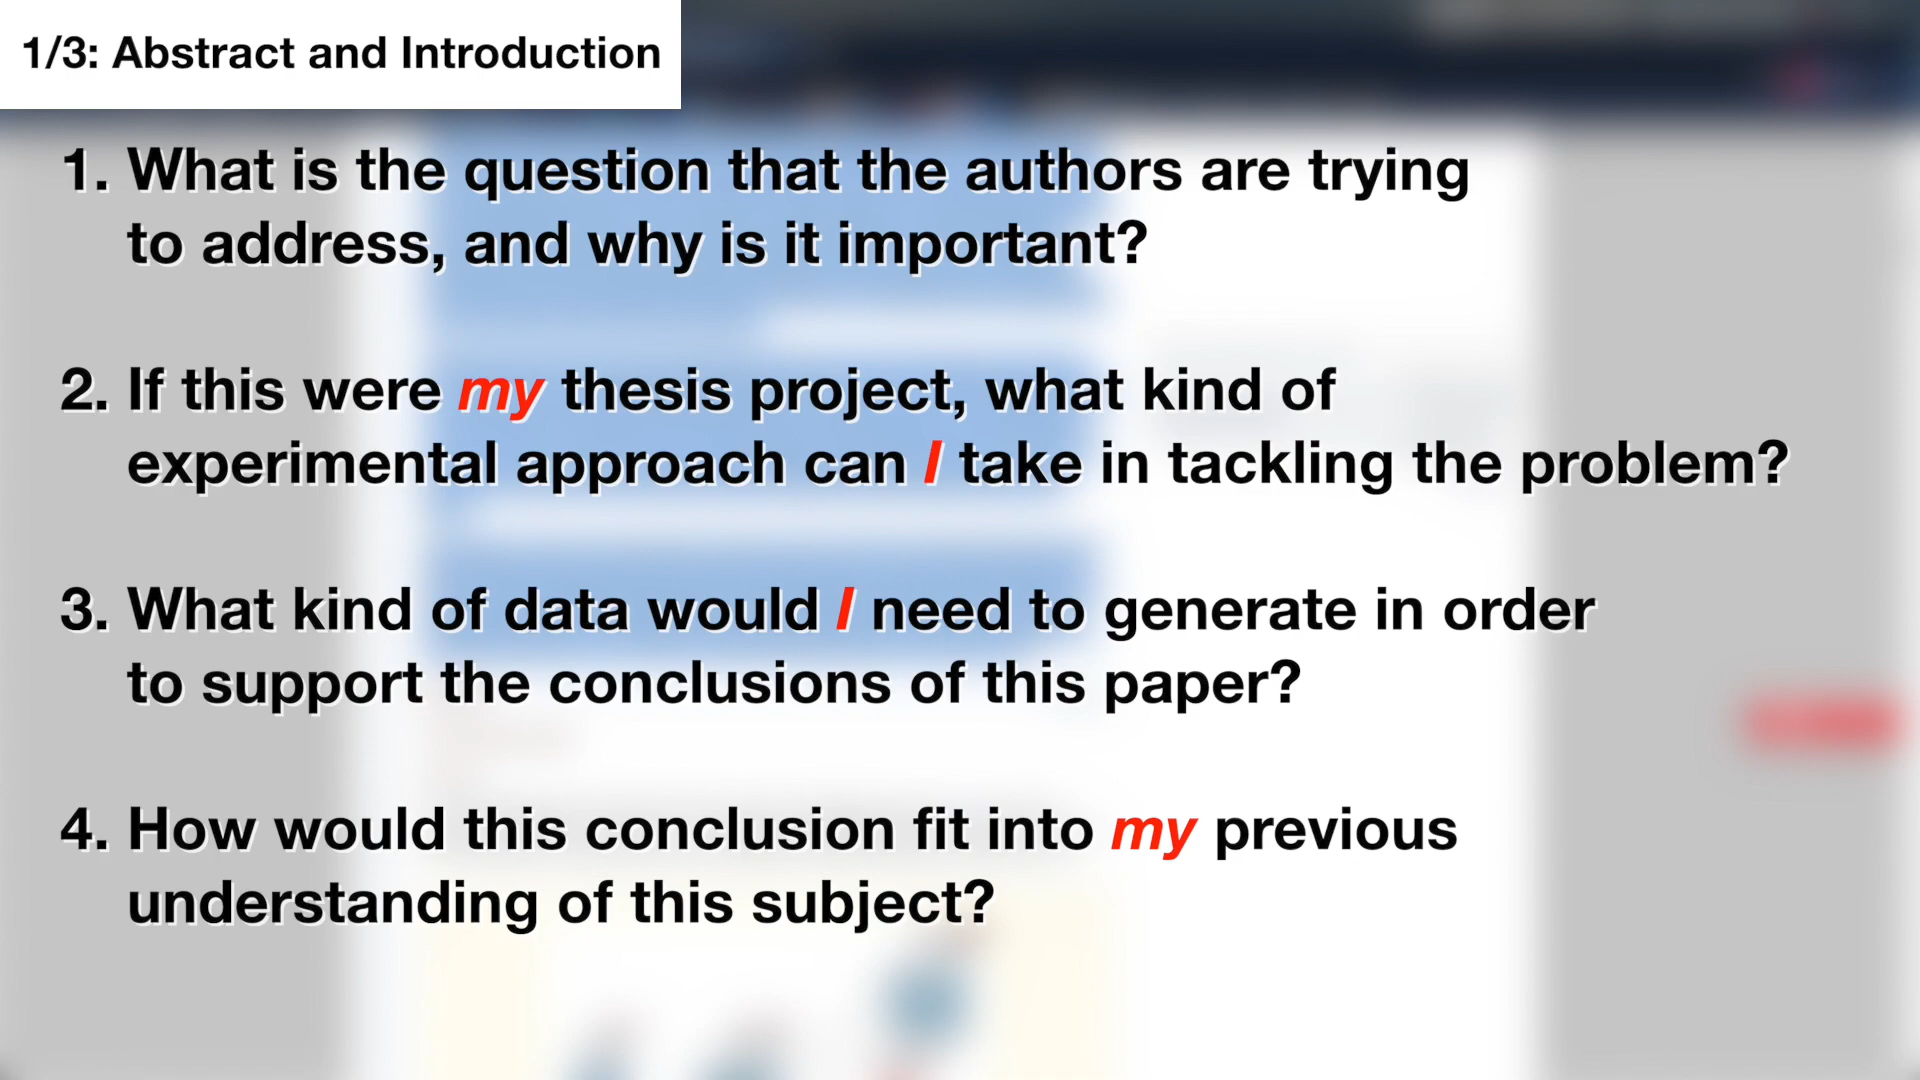 1/3: Abstract and Introduction
1. What is the question that the authors are trying
to address, and why is it important?
2. If this were my thesis project, what kind of
experimental approach can I take in tackling the problem?
3. What kind of data would I need to generate in order
to support the conclusions of this paper?
4. How would this conclusion fit into my previous
understanding of this subject?